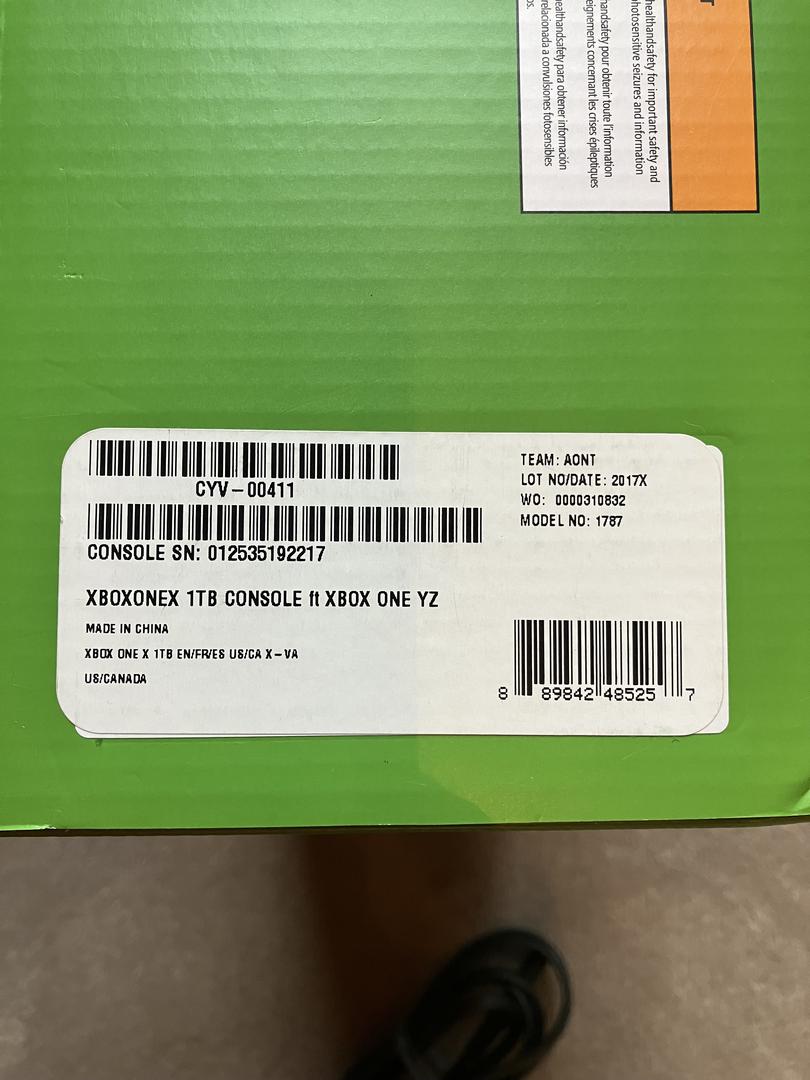 healthandsafety for important safety and
photosensitive seizures and information
handsafety pour obtenir toute l'information
eignements concernant les crises épileptiques
ealthandsafety para obtener información
relacionada a convulsiones fotosensibles
os.
CYV-00411
CONSOLE SN: 012535192217
XBOXONEX 1TB CONSOLE ft XBOX ONE YZ
MADE IN CHINA
XBOX ONE X 1TB EN/FR/ES US/CA X-VA
US/CANADA
TEAM: AONT
LOT NO/DATE: 2017X
WO: 0000310832
MODEL NO: 1787
8 89842 48525 7